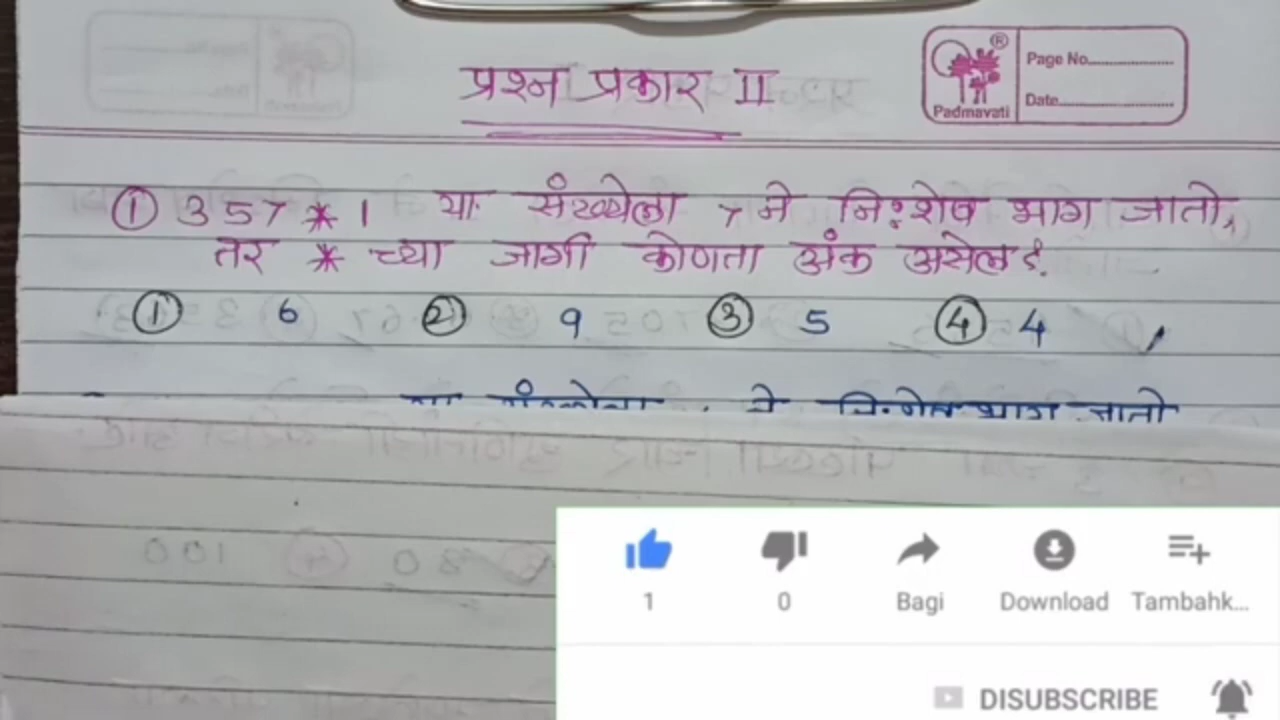 प्रश्न प्रकार II
® Padmavati
Page No.
Date
① 357*1 या संख्येला 7 ने नि:शेष भाग जातो,
तर * च्या जागी कोणता अंक असेल?
① 6 ② 9 ③ 5 ④ 4
1 0 Bagi Download Tambahk...
DISUBSCRIBE